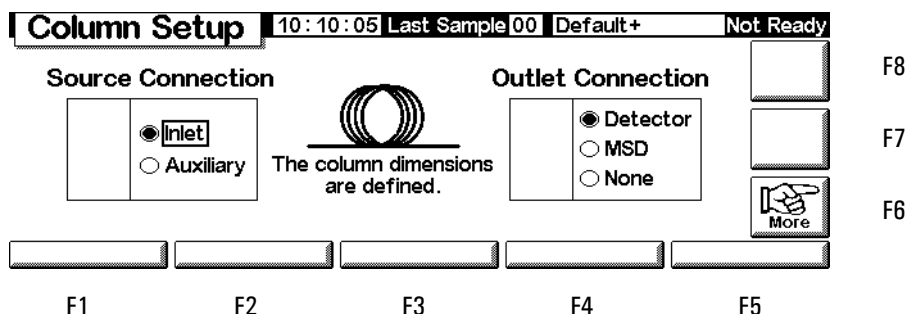 Column Setup 10:10:05 Last Sample 00 Default+ Not Ready
Source Connection
Inlet
Auxiliary
The column dimensions
are defined.
Outlet Connection
Detector
MSD
None
F8
F7
More
F6
F1 F2 F3 F4 F5